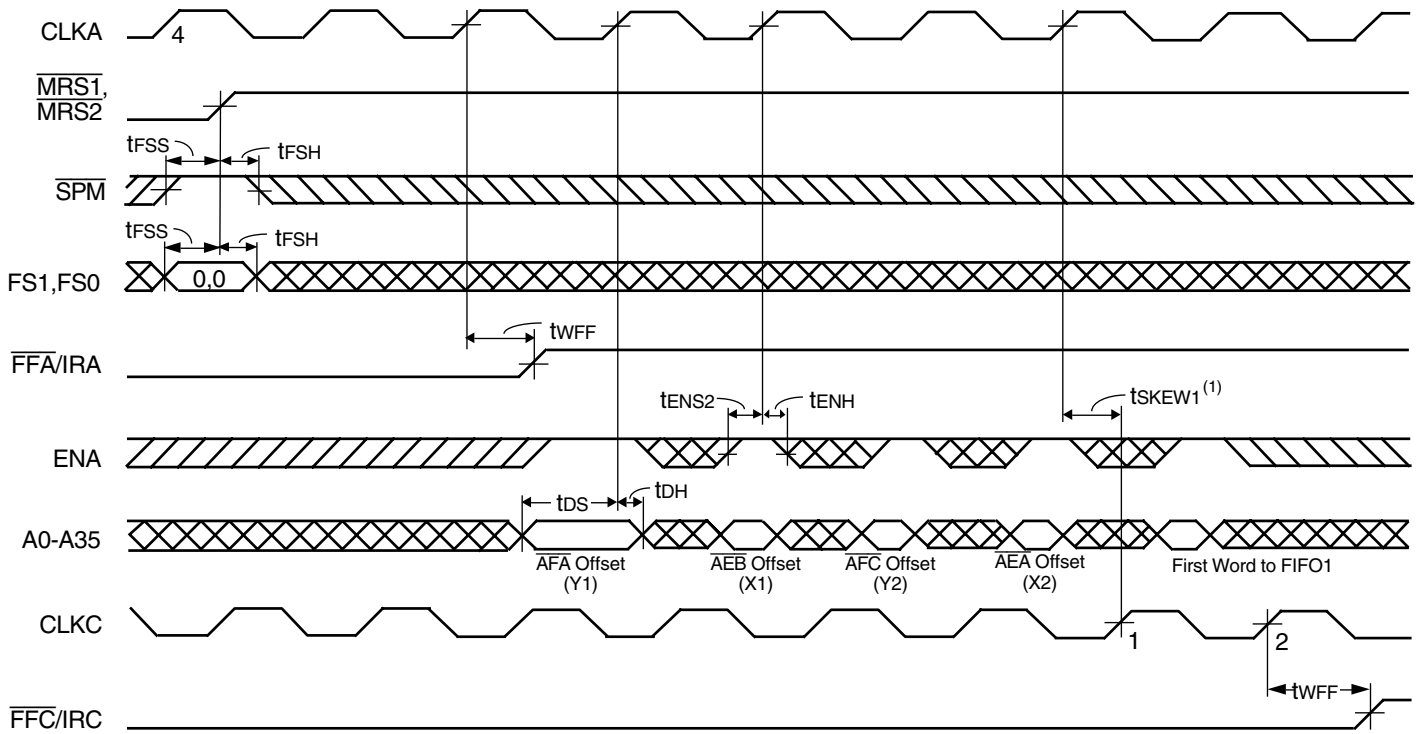 CLKA
4
MRS1,
MRS2
tFSS
tFSH
SPM
tFSS
tFSH
FS1,FS0
0,0
tWFF
FFA/IRA
tENS2
tENH
tSKEW1(1)
ENA
tDS
tDH
A0-A35
AFA Offset
(Y1)
AEB Offset
(X1)
AFC Offset
(Y2)
AEA Offset
(X2)
First Word to FIFO1
CLKC
1
2
tWFF
FFC/IRC